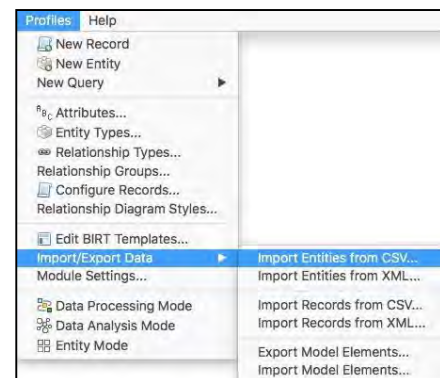 Profiles Help
New Record
New Entity
New Query
ABC Attributes...
Entity Types...
Relationship Types...
Relationship Groups...
Configure Records...
Relationship Diagram Styles...
Edit BIRT Templates...
Import/Export Data
Module Settings...
Data Processing Mode
Data Analysis Mode
Entity Mode
Import Entities from CSV...
Import Entities from XML...
Import Records from CSV...
Import Records from XML...
Export Model Elements...
Import Model Elements...